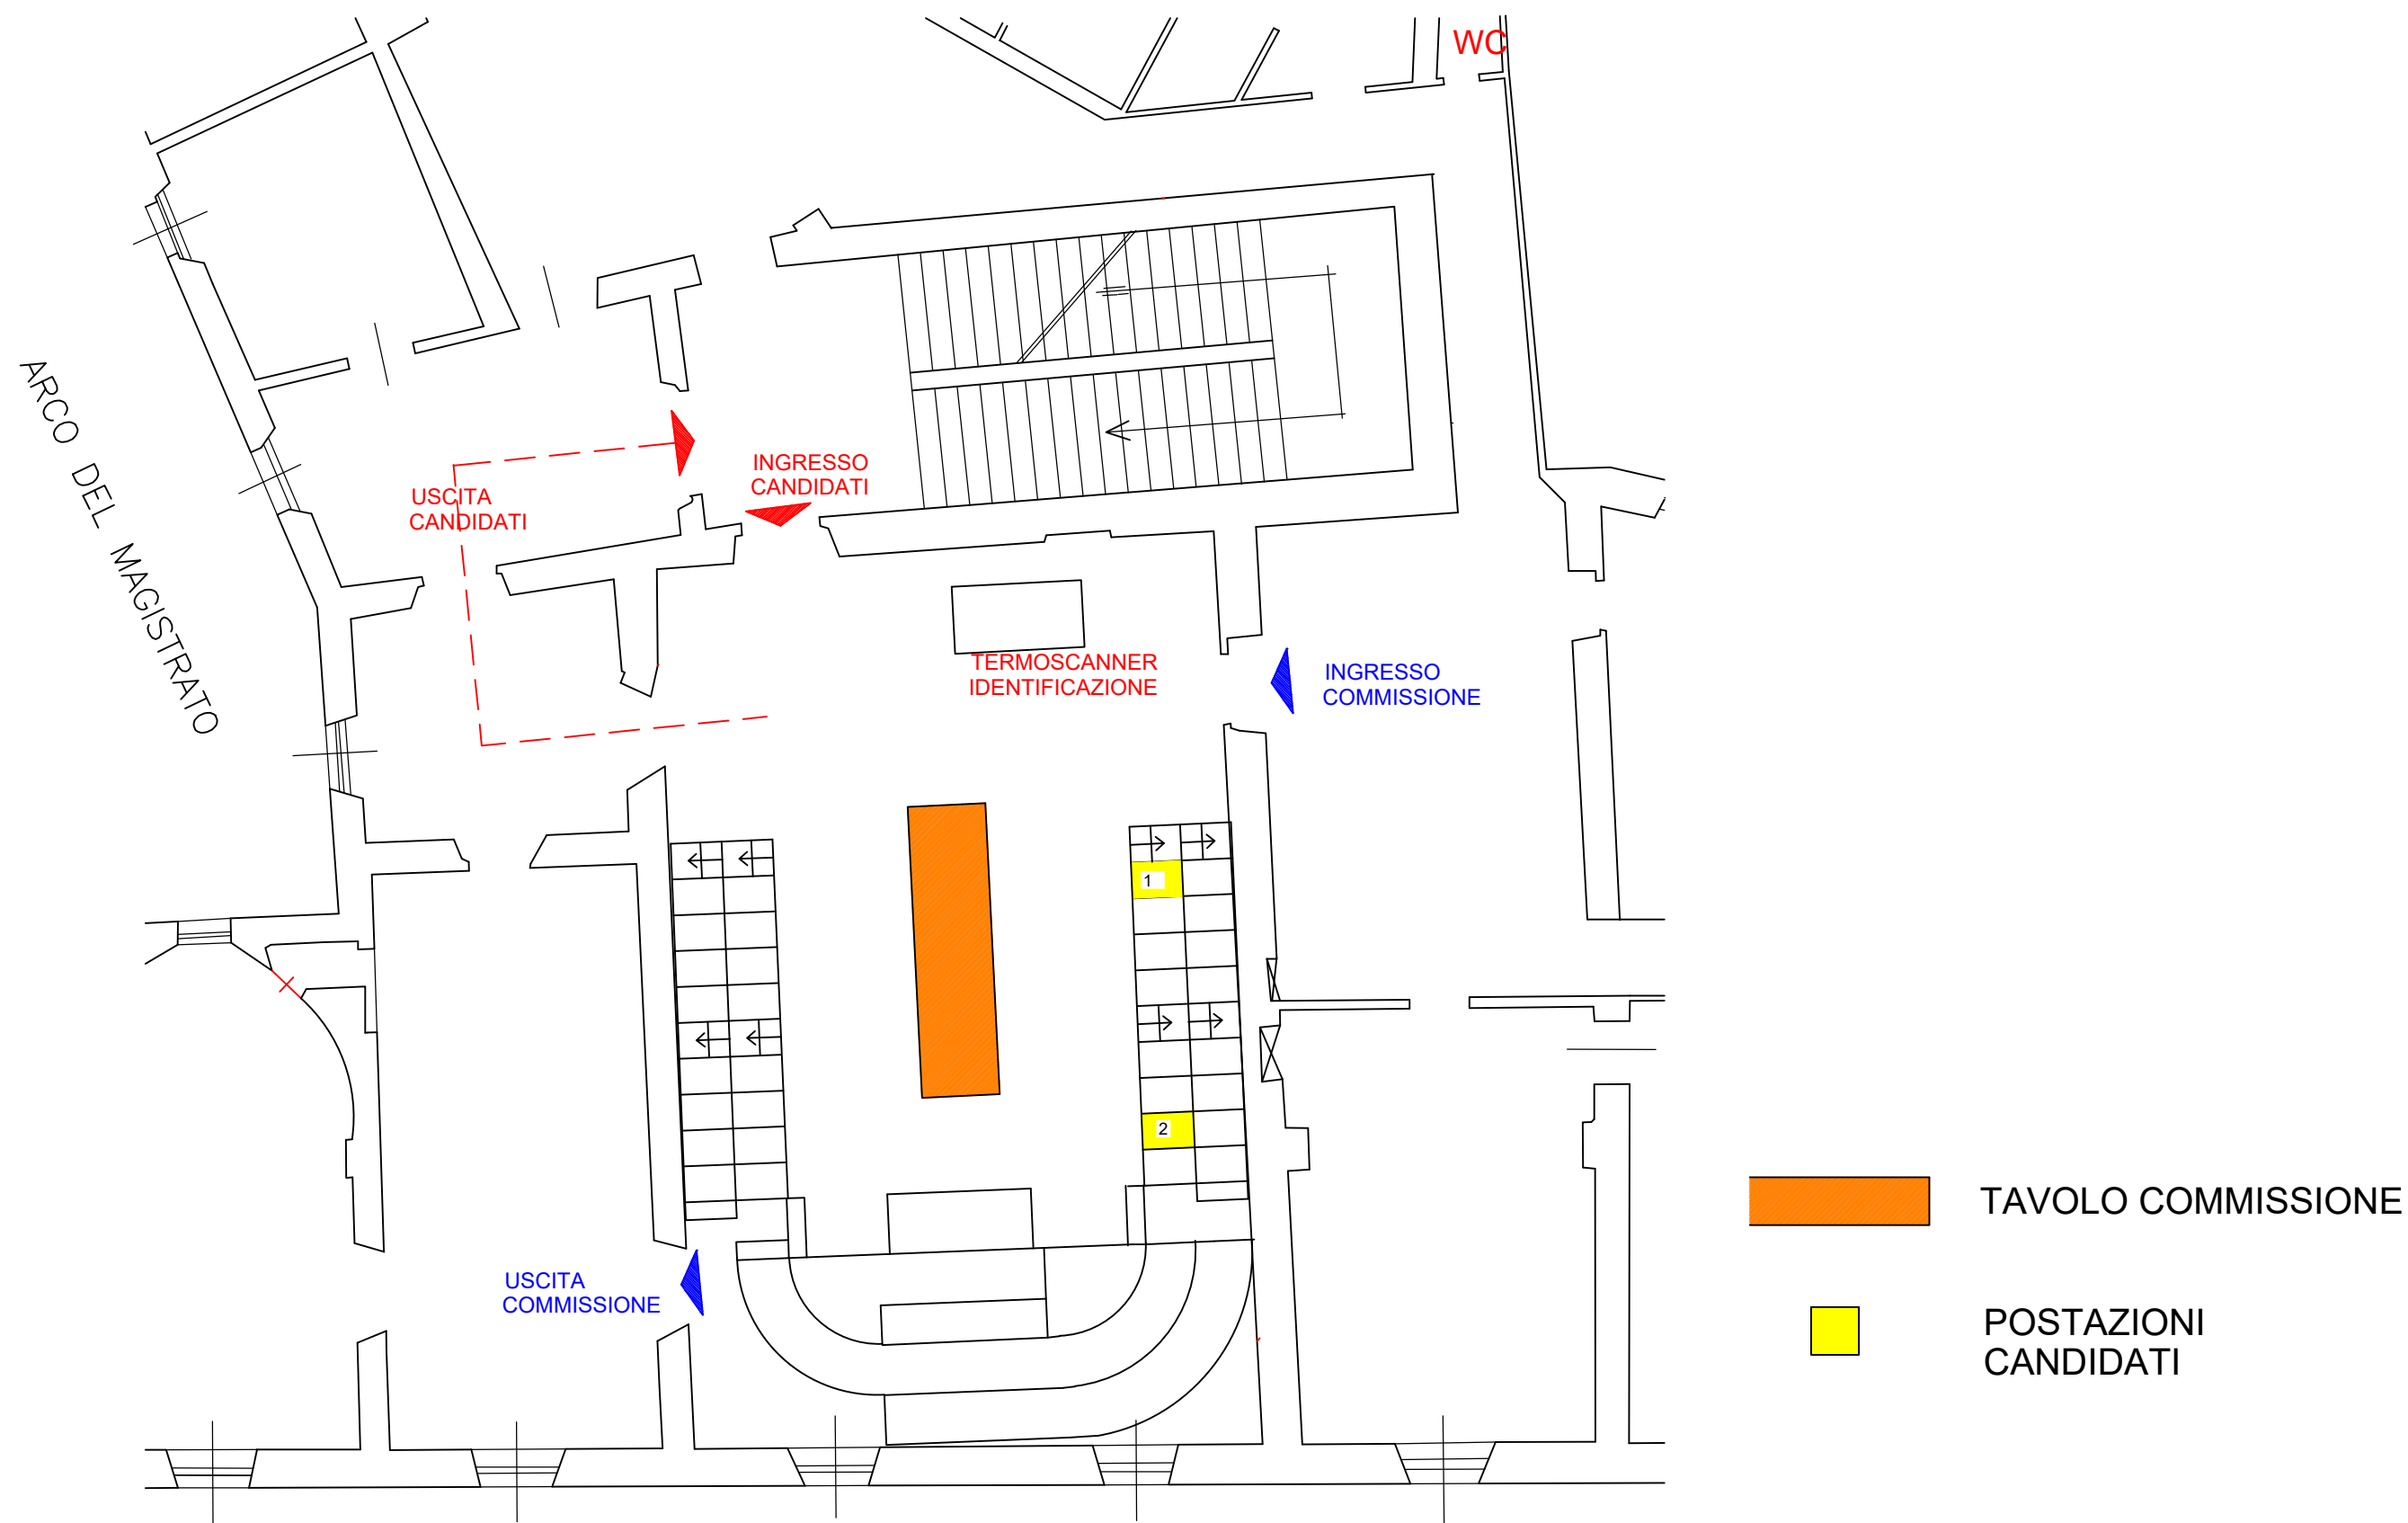 WC
ARCO DEL MAGISTRATO
INGRESSO
CANDIDATI
USCITA
CANDIDATI
TERMOSCANNER
IDENTIFICAZIONE
INGRESSO
COMMISSIONE
1
2
USCITA
COMMISSIONE
TAVOLO COMMISSIONE
POSTAZIONI
CANDIDATI